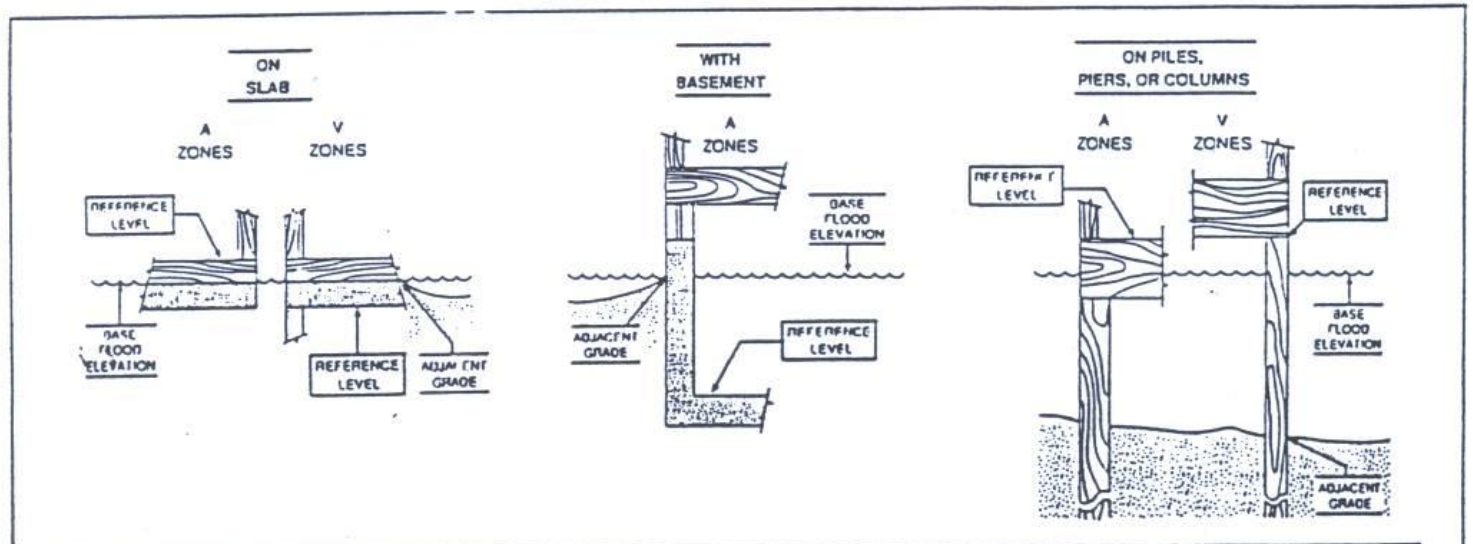 ON
SLAB
A
ZONES
V
ZONES
REFERENCE
LEVEL
BASE
FLOOD
ELEVATION
REFERENCE
LEVEL
ADJACENT
GRADE
WITH
BASEMENT
A
ZONES
BASE
FLOOD
ELEVATION
ADJACENT
GRADE
REFERENCE
LEVEL
ON PILES,
PIERS, OR COLUMNS
A
ZONES
V
ZONES
REFERENCE
LEVEL
REFERENCE
LEVEL
BASE
FLOOD
ELEVATION
ADJACENT
GRADE